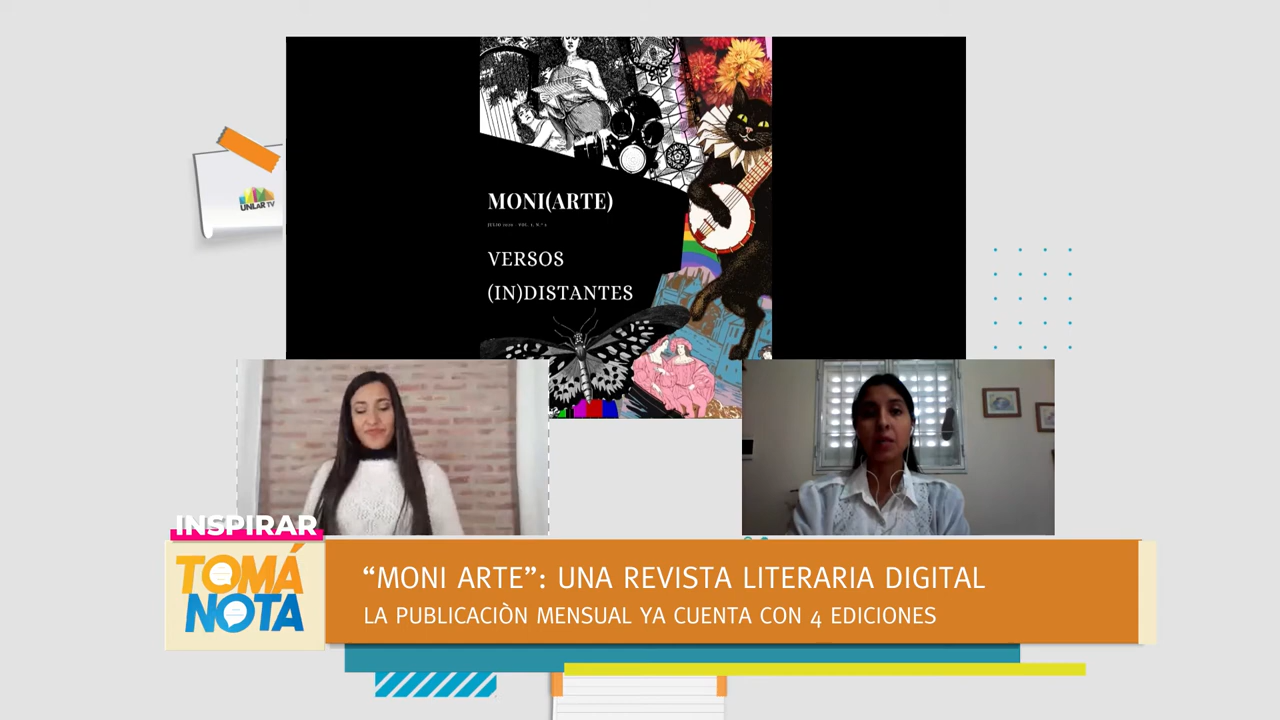 UNLAR TV
MONI(ARTE)
VERSOS
(IN)DISTANTES
INSPIRAR
TOMÁ
NOTA
“MONI ARTE”: UNA REVISTA LITERARIA DIGITAL
LA PUBLICACIÒN MENSUAL YA CUENTA CON 4 EDICIONES